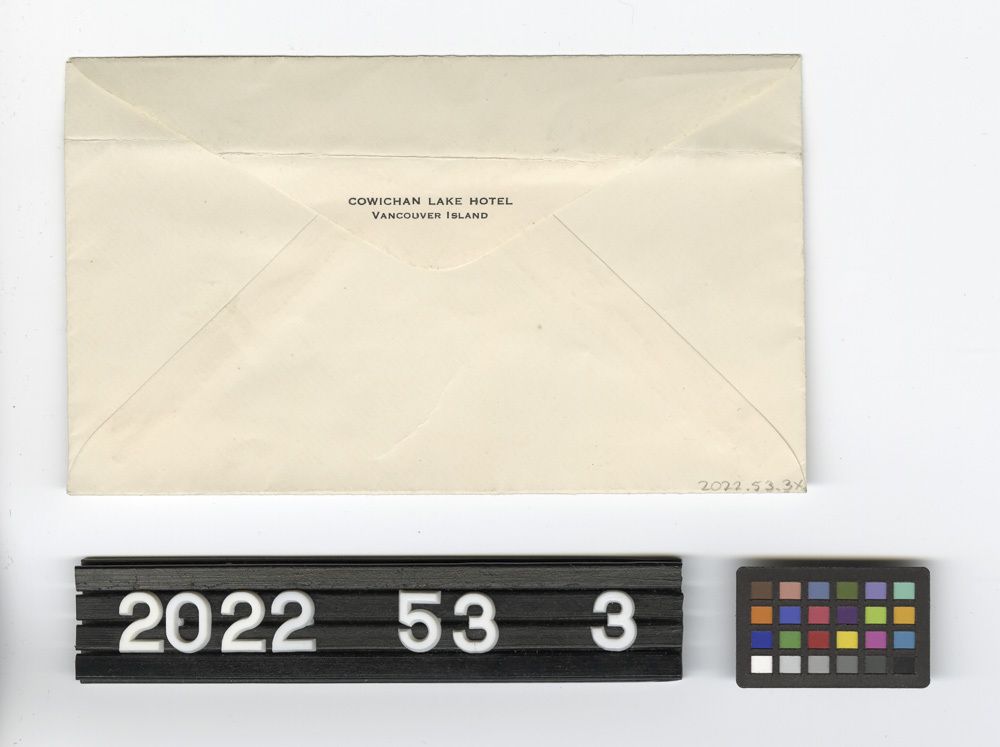 COWICHAN LAKE HOTEL
VANCOUVER ISLAND
2022.53.3x
2022 53 3